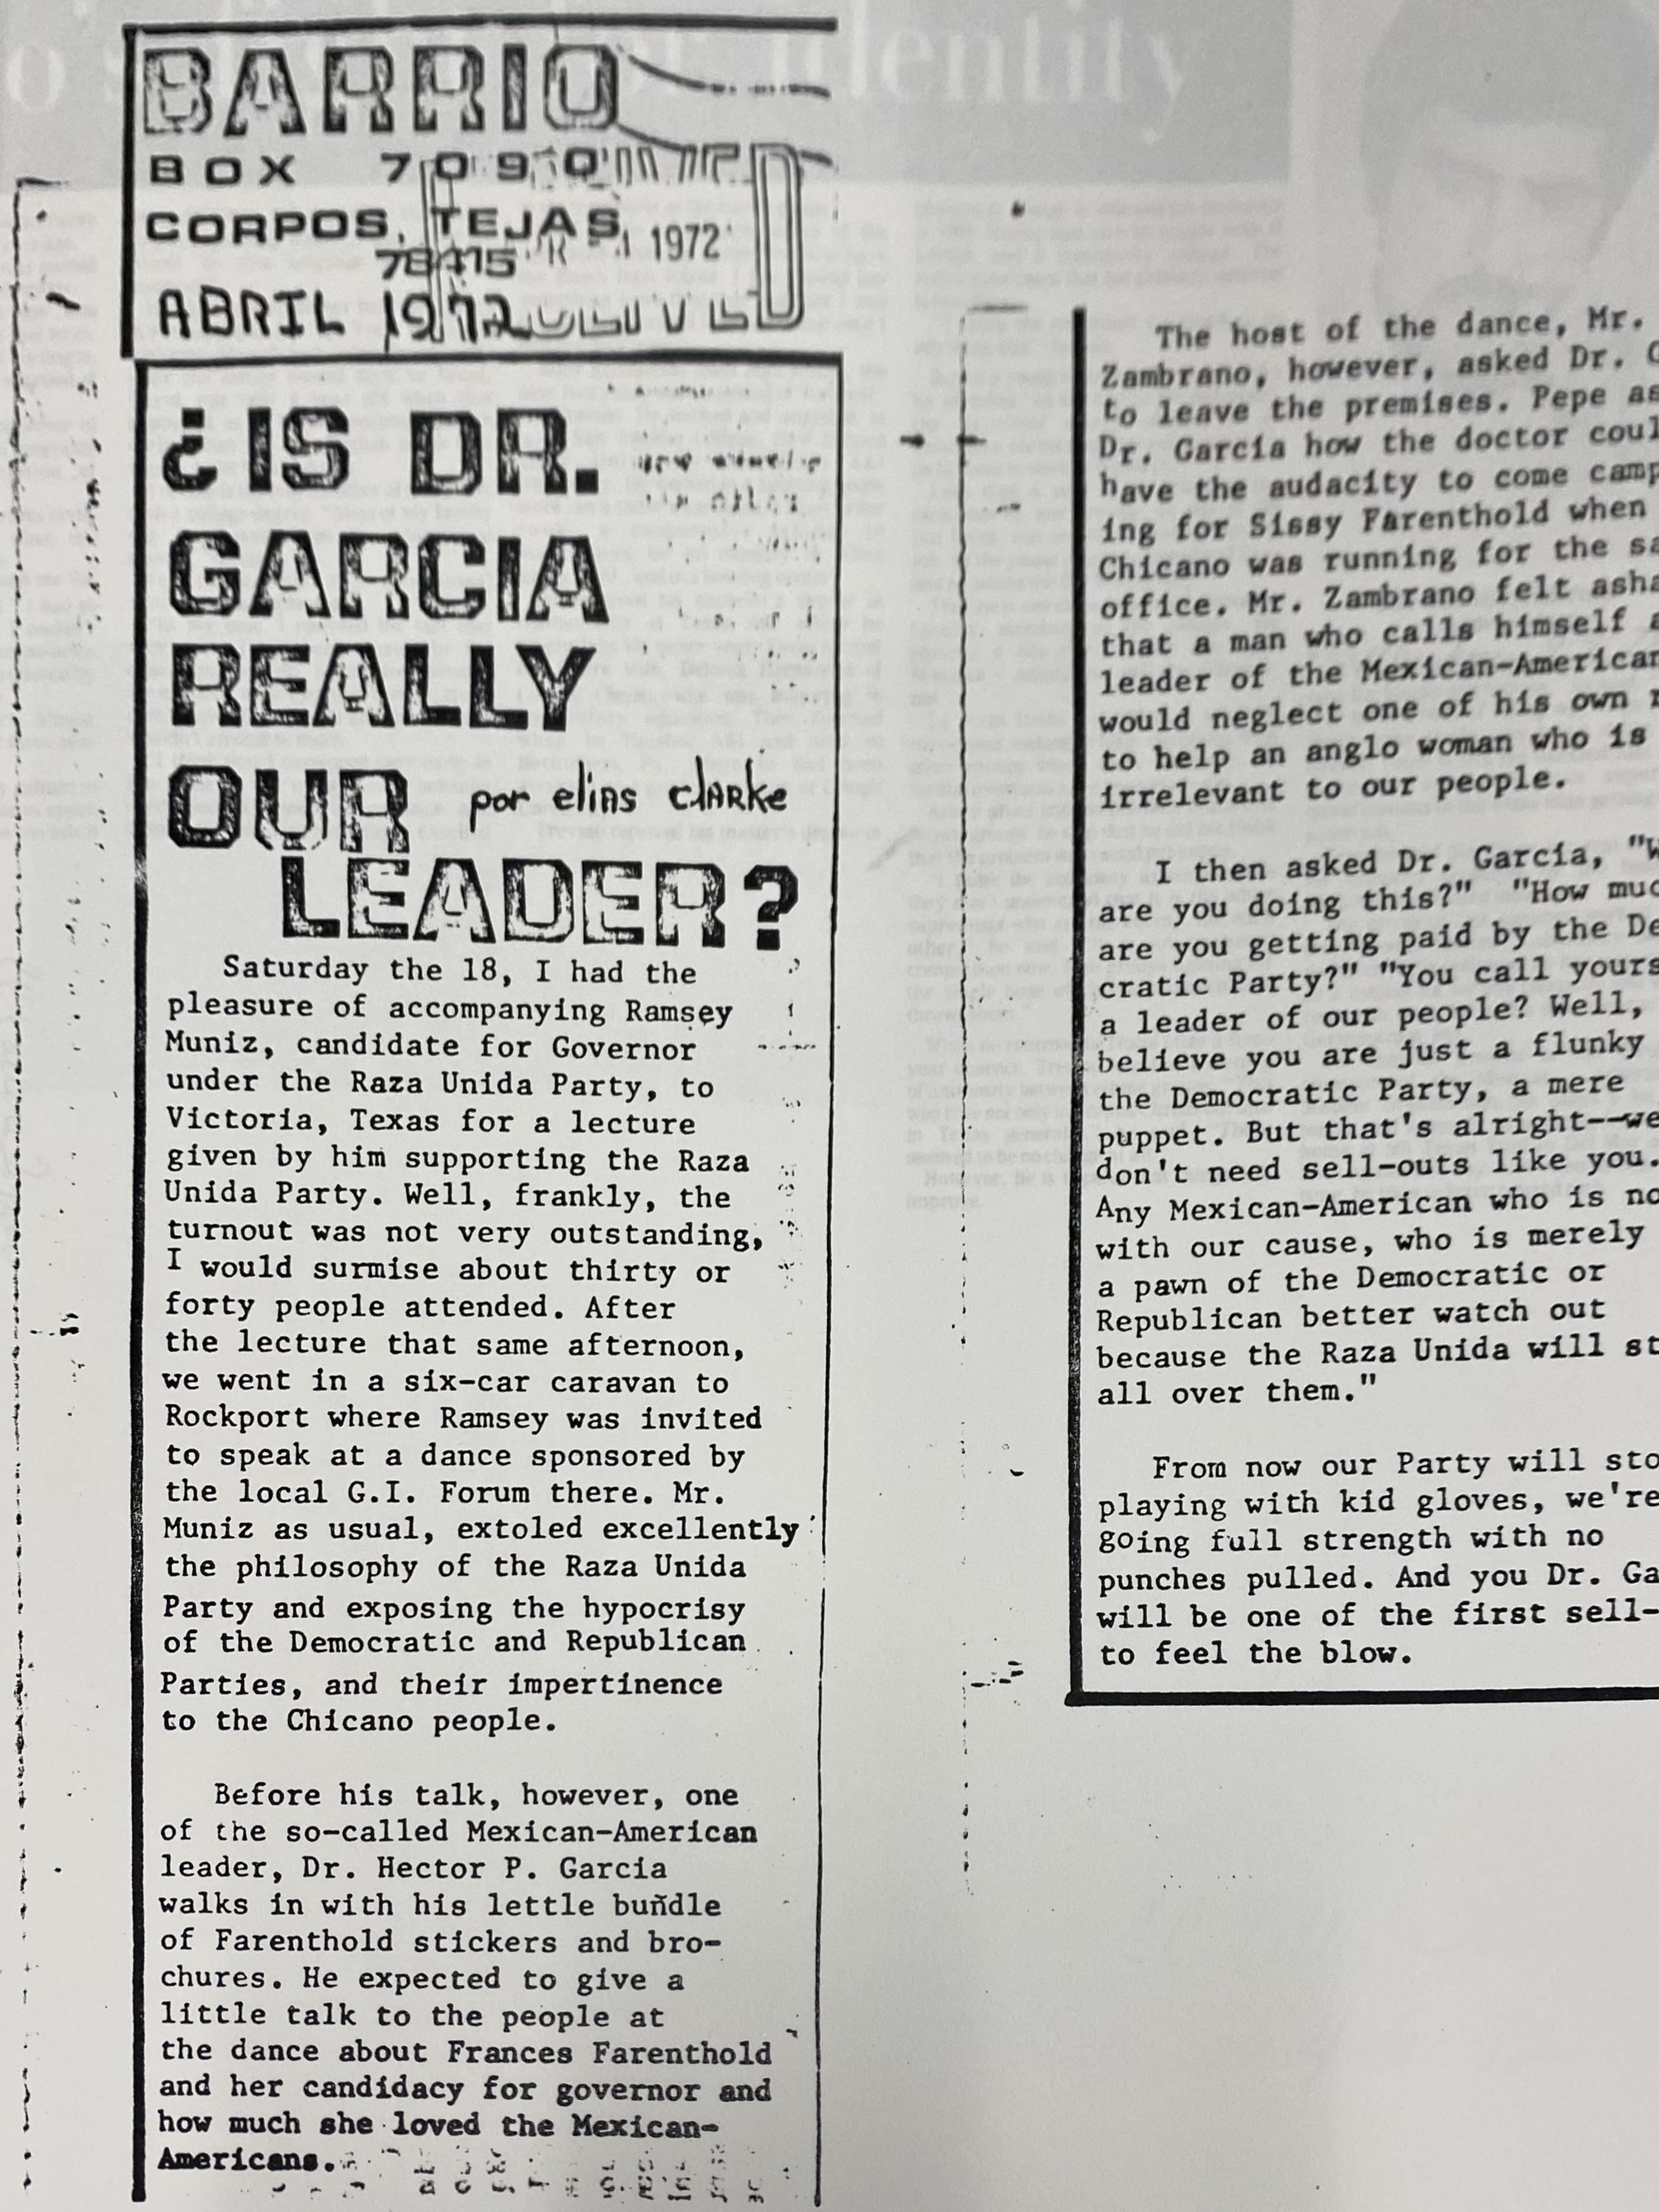 identity
BARRIO
BOX 7090
CORPOS, TEJAS
78415
1972
ABRIL 1972
¿IS DR.
GARCIA
REALLY
OUR
por elias clarke
LEADER?
Saturday the 18, I had the
pleasure of accompanying Ramsey
Muniz, candidate for Governor
under the Raza Unida Party, to
Victoria, Texas for a lecture
given by him supporting the Raza
Unida Party. Well, frankly, the
turnout was not very outstanding,
I would surmise about thirty or
forty people attended. After
the lecture that same afternoon,
we went in a six-car caravan to
Rockport where Ramsey was invited
to speak at a dance sponsored by
the local G.I. Forum there. Mr.
Muniz as usual, extoled excellently
the philosophy of the Raza Unida
Party and exposing the hypocrisy
of the Democratic and Republican
Parties, and their impertinence
to the Chicano people.
Before his talk, however, one
of the so-called Mexican-American
leader, Dr. Hector P. Garcia
walks in with his lettle bundle
of Farenthold stickers and bro-
chures. He expected to give a
little talk to the people at
the dance about Frances Farenthold
and her candidacy for governor and
how much she loved the Mexican-
Americans.
The host of the dance, Mr.
Zambrano, however, asked Dr.
to leave the premises. Pepe
Dr. Garcia how the doctor
have the audacity to come
ing for Sissy Farenthold when
Chicano was running for the
office. Mr. Zambrano felt
that a man who calls himself
leader of the Mexican-American
would neglect one of his own
to help an anglo woman who is
irrelevant to our people.
I then asked Dr. Garcia, "
are you doing this?" "How
are you getting paid by the
cratic Party?" "You call
a leader of our people? Well,
believe you are just a flunky
the Democratic Party, a mere
puppet. But that's alright--we
don't need sell-outs like you.
Any Mexican-American who is
with our cause, who is merely
a pawn of the Democratic or
Republican better watch out
because the Raza Unida will
all over them."
From now our Party will
playing with kid gloves, we're
going full strength with no
punches pulled. And you Dr.
will be one of the first sell-
to feel the blow.